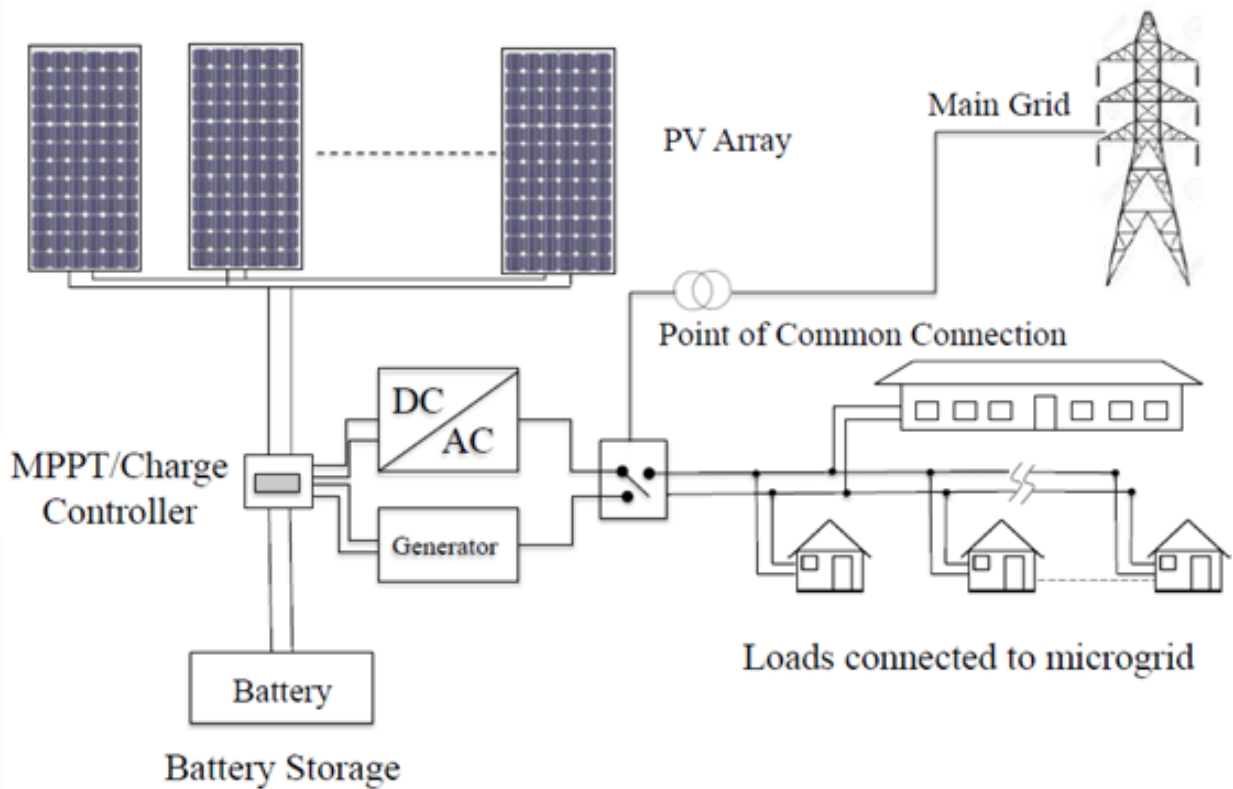 Main Grid
PV Array
Point of Common Connection
DC
AC
MPPT/Charge
Controller
Generator
Battery
Loads connected to microgrid
Battery Storage